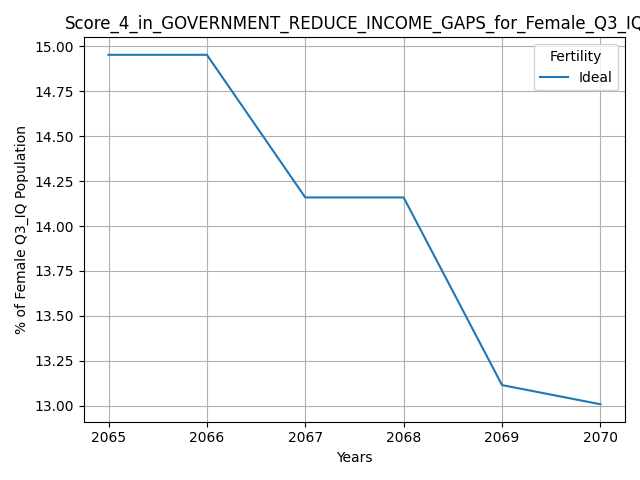 Score_4_in_GOVERNMENT_REDUCE_INCOME_GAPS_for_Female_Q3_IQ
Fertility
Ideal
15.00
14.75
14.50
14.25
14.00
13.75
13.50
13.25
13.00
% of Female Q3_IQ Population
2065 2066 2067 2068 2069 2070
Years